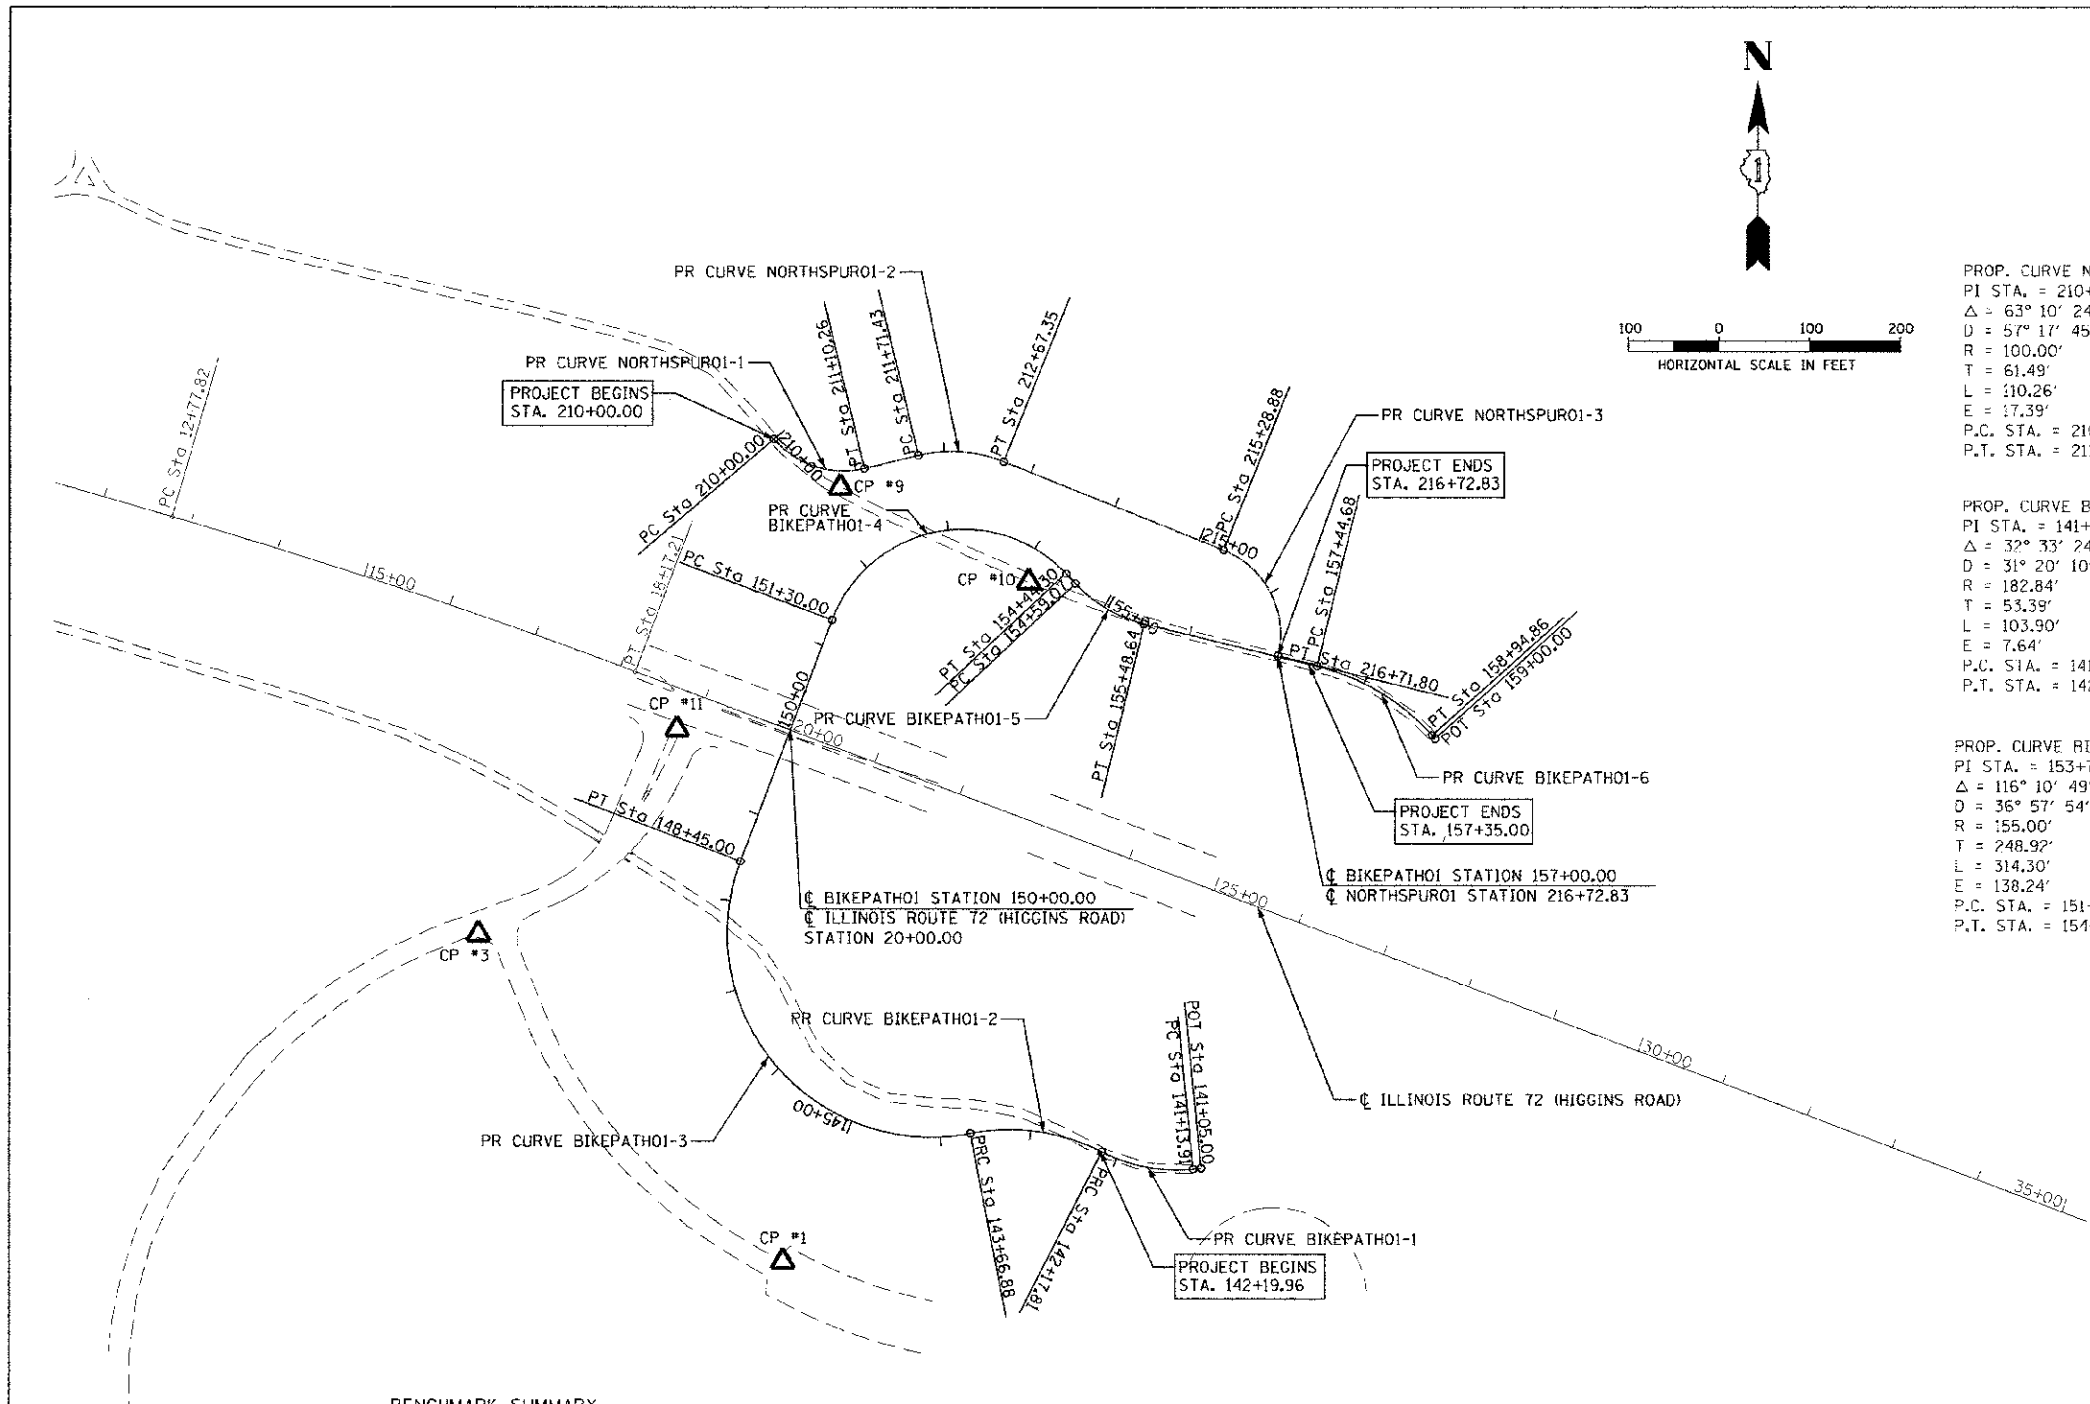 N
1
100 0 100 200
HORIZONTAL SCALE IN FEET
PR CURVE NORTHSPUR01-2
PR CURVE NORTHSPUR01-1
PROJECT BEGINS
STA. 210+00.00
PC Sta 12+77.82
PT Sta 211+10.26
PC Sta 211+71.43
PT Sta 212+67.35
PC Sta 215+28.88
PR CURVE NORTHSPUR01-3
PROJECT ENDS
STA. 216+72.83
210+00
PC Sta 210+00.00
CP #9
PR CURVE
BIKEPATH01-4
PC Sta 157+44.68
215+00
115+00
PT Sta 18+17.21
PC Sta 151+30.00
CP #10
PT Sta 154+44.30
PC Sta 154+59.07
155+00
PT Sta 155+48.64
PT Sta 216+71.80
PT Sta 158+94.86
POT Sta 159+00.00
CP #11
150+00
120+00
PR CURVE BIKEPATH01-5
PR CURVE BIKEPATH01-6
PROJECT ENDS
STA. 157+35.00
PT Sta 148+45.00
℄ BIKEPATH01 STATION 157+00.00
℄ NORTHSPUR01 STATION 216+72.83
℄ BIKEPATH01 STATION 150+00.00
℄ ILLINOIS ROUTE 72 (HIGGINS ROAD)
STATION 20+00.00
125+00
CP #3
PR CURVE BIKEPATH01-2
POT Sta 141+05.00
PC Sta 141+13.91
130+00
℄ ILLINOIS ROUTE 72 (HIGGINS ROAD)
145+00
PR CURVE BIKEPATH01-3
PRC Sta 143+66.88
PRC Sta 142+17.81
35+00
CP #1
PR CURVE BIKEPATH01-1
PROJECT BEGINS
STA. 142+19.96
BENCHMARK SUMMARY
PROP. CURVE N
PI STA. = 210+
Δ = 63° 10' 24
D = 57° 17' 45
R = 100.00'
T = 61.49'
L = 110.26'
E = 17.39'
P.C. STA. = 21
P.T. STA. = 21
PROP. CURVE B
PI STA. = 141+
Δ = 32° 33' 24
D = 31° 20' 10
R = 182.84'
T = 53.39'
L = 103.90'
E = 7.64'
P.C. STA. = 141
P.T. STA. = 142
PROP. CURVE BI
PI STA. = 153+7
Δ = 116° 10' 49"
D = 36° 57' 54"
R = 155.00'
T = 248.92'
L = 314.30'
E = 138.24'
P.C. STA. = 151+
P.T. STA. = 154+